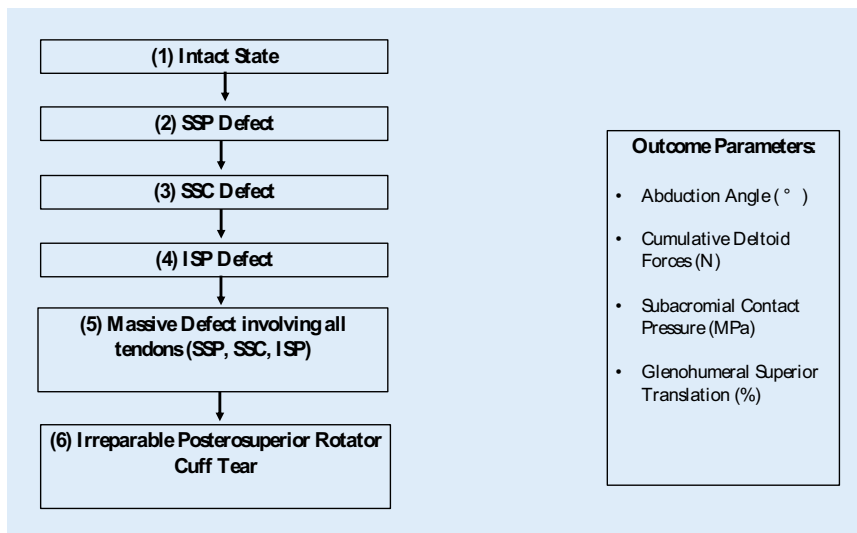 (1) Intact State
(2) SSP Defect
(3) SSC Defect
(4) ISP Defect
(5) Massive Defect involving all
tendons (SSP, SSC, ISP)
(6) Irreparable Posterosuperior Rotator
Cuff Tear
Outcome Parameters:
• Abduction Angle ( ° )
• Cumulative Deltoid
Forces (N)
• Subacromial Contact
Pressure (MPa)
• Glenohumeral Superior
Translation (%)